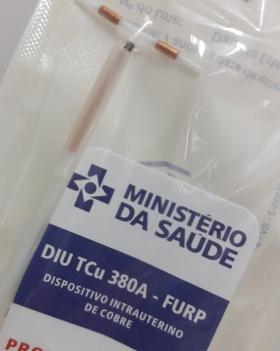 MINISTÉRIO
DA SAÚDE
DIU TCu 380A - FURP
DISPOSITIVO INTRAUTERINO
DE COBRE